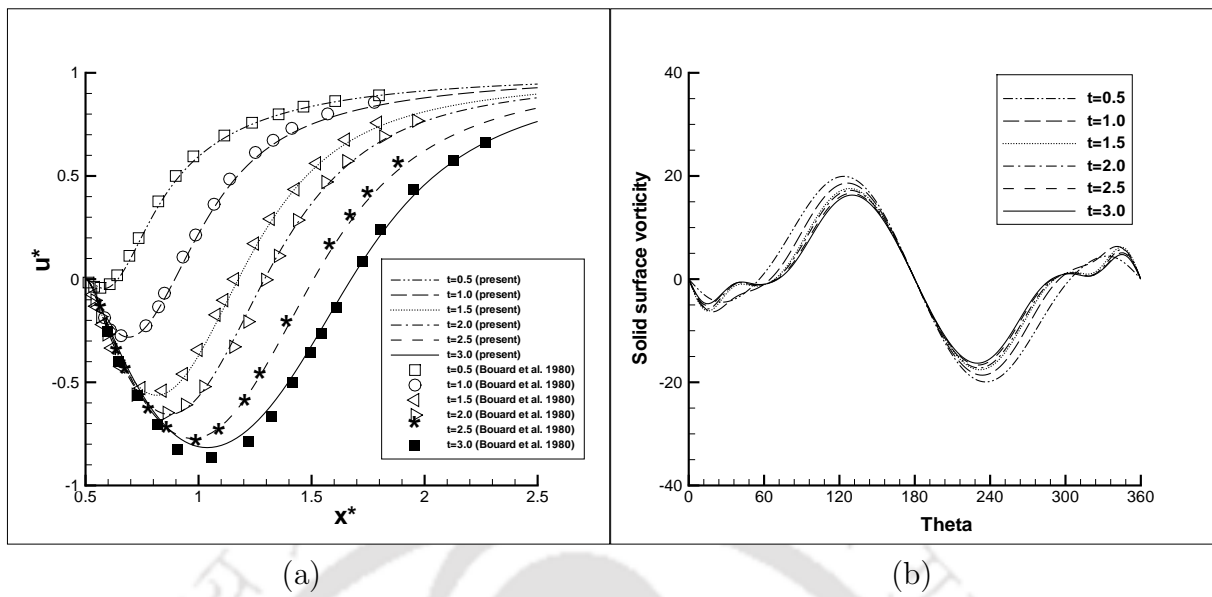 1
0.5
0
-0.5
-1
u*
0.5
1
1.5
2
2.5
x*
t=0.5 (present)
t=1.0 (present)
t=1.5 (present)
t=2.0 (present)
t=2.5 (present)
t=3.0 (present)
t=0.5 (Bouard et al. 1980)
t=1.0 (Bouard et al. 1980)
t=1.5 (Bouard et al. 1980)
t=2.0 (Bouard et al. 1980)
t=2.5 (Bouard et al. 1980)
t=3.0 (Bouard et al. 1980)
(a)
40
20
0
-20
-40
Solid surface vorticity
0
60
120
180
240
300
360
Theta
t=0.5
t=1.0
t=1.5
t=2.0
t=2.5
t=3.0
(b)